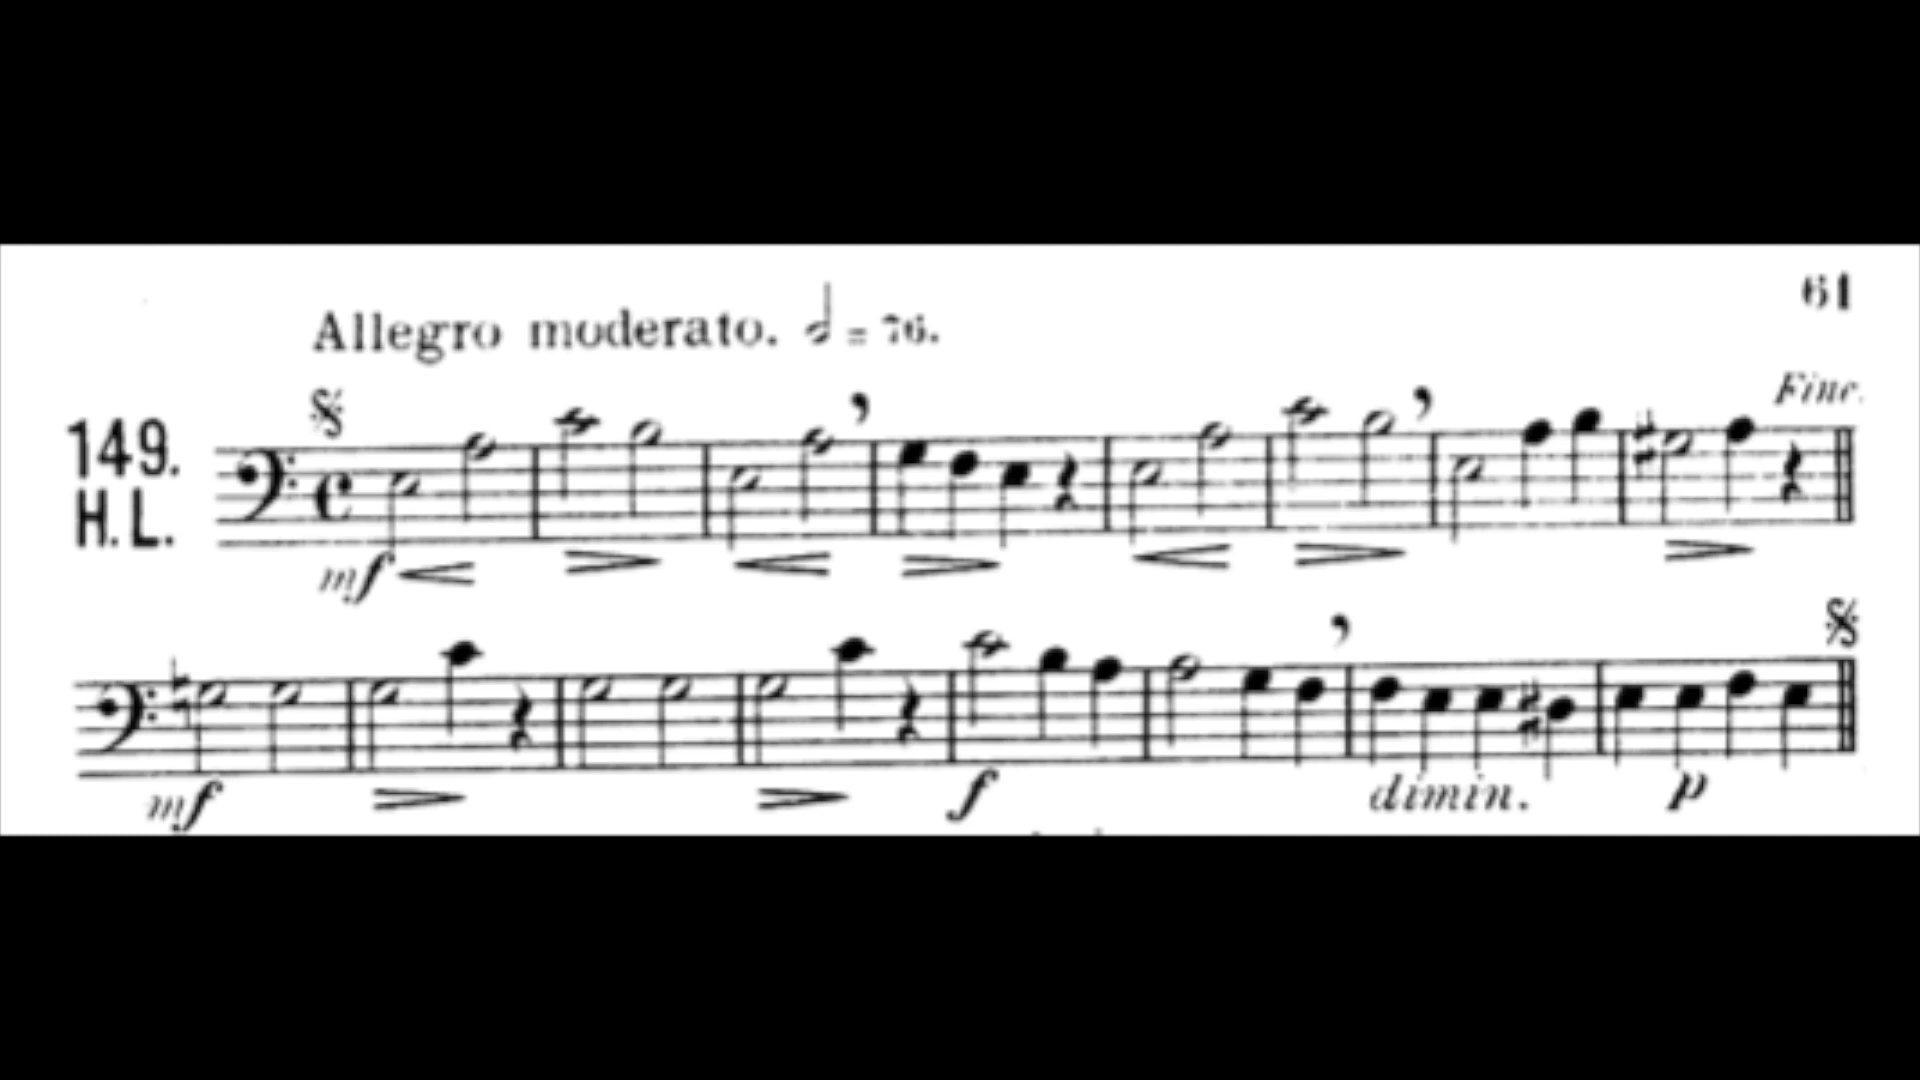 61
Allegro moderato. = 76.
Fine.
149.
H. L.
mf
mf
f
dimin.
p